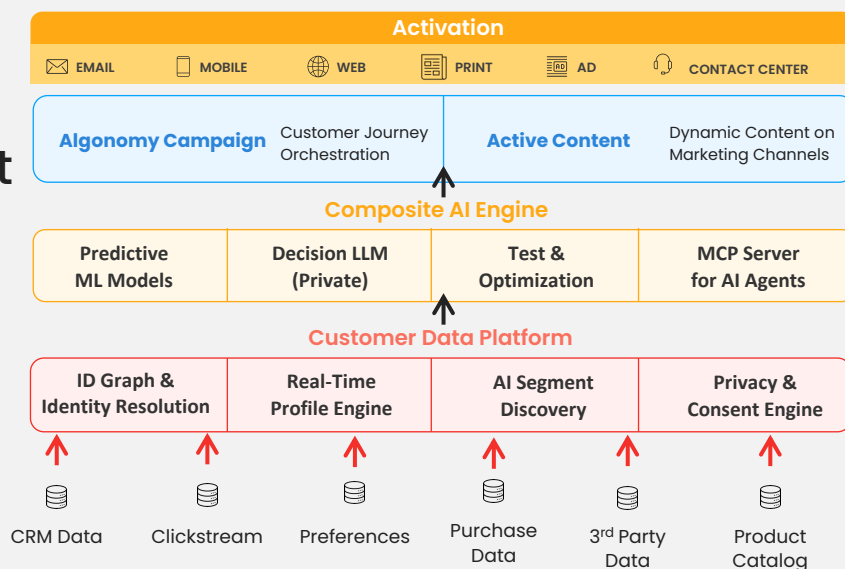 Activation
EMAIL MOBILE WEB PRINT AD CONTACT CENTER
t
Algonomy Campaign
Customer Journey
Orchestration
Active Content
Dynamic Content on
Marketing Channels
Composite AI Engine
Predictive
ML Models
Decision LLM
(Private)
Test &
Optimization
MCP Server
for AI Agents
Customer Data Platform
ID Graph &
Identity Resolution
Real-Time
Profile Engine
AI Segment
Discovery
Privacy &
Consent Engine
CRM Data
Clickstream
Preferences
Purchase
Data
3rd Party
Data
Product
Catalog